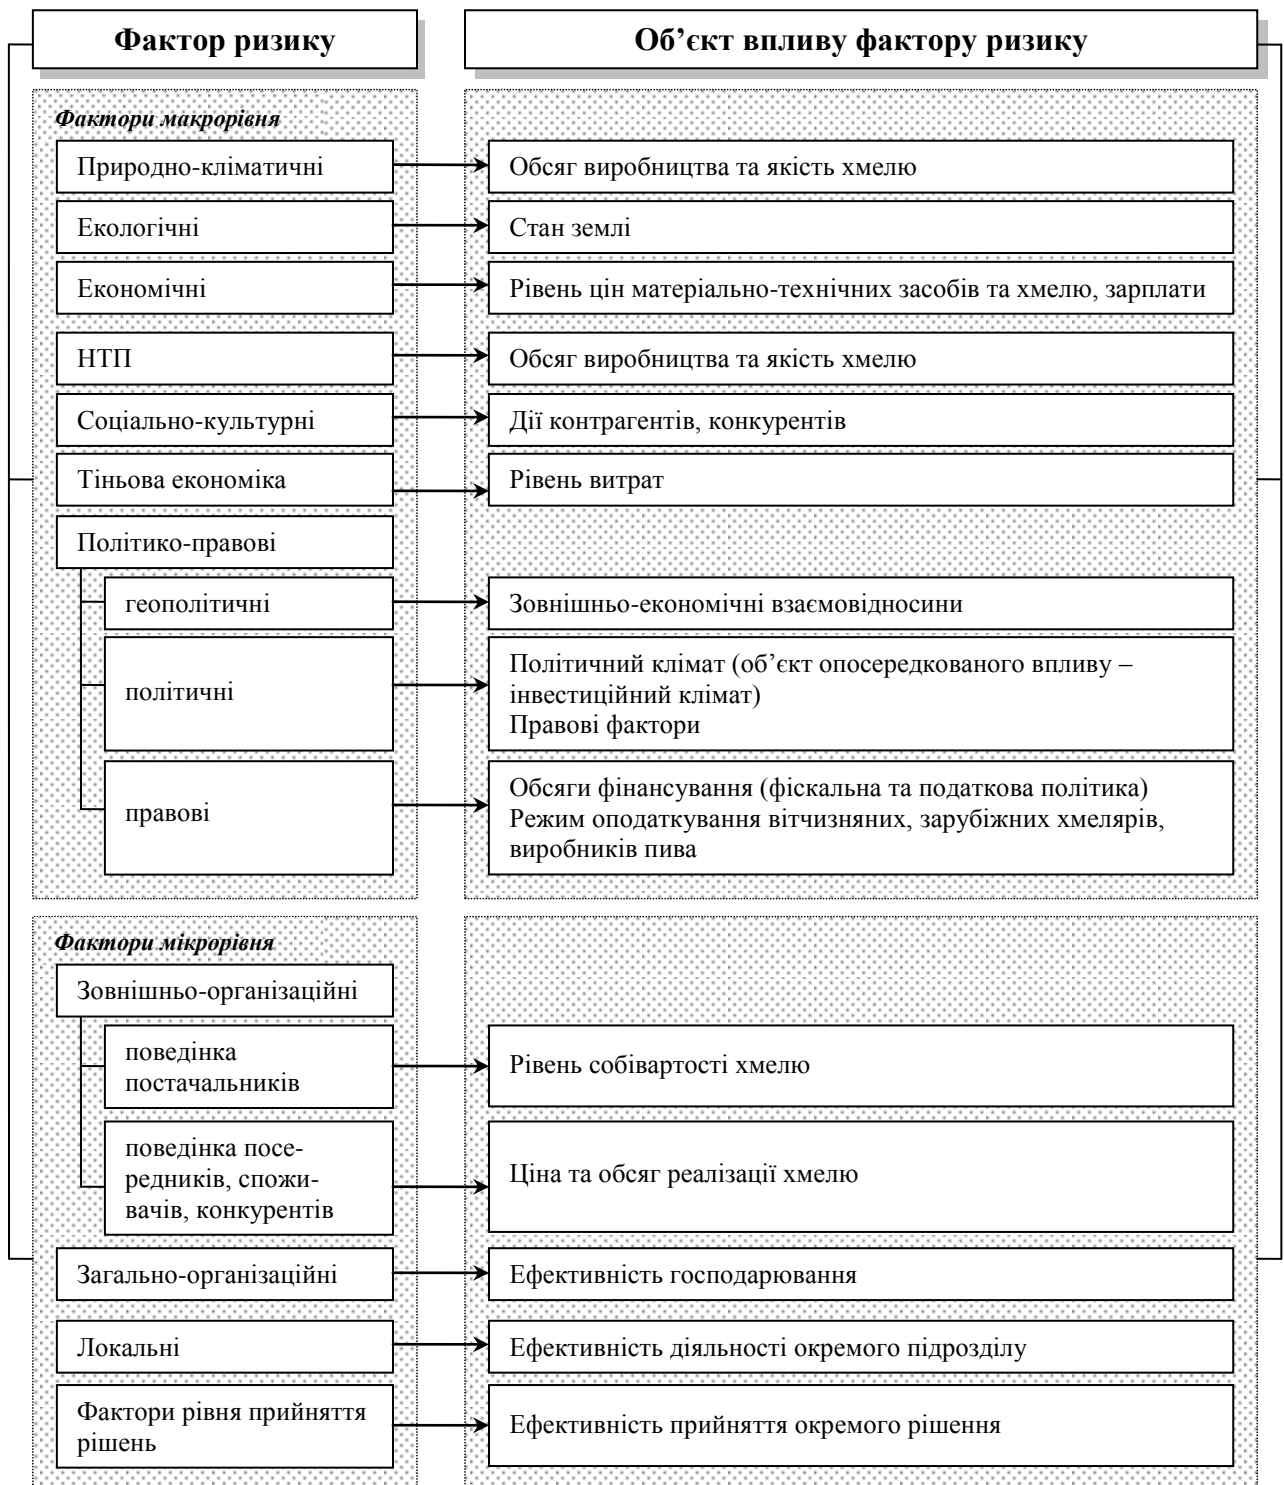 Фактор ризику
Об’єкт впливу фактору ризику
Фактори макрорівня
Природно-кліматичні
Обсяг виробництва та якість хмелю
Екологічні
Стан землі
Економічні
Рівень цін матеріально-технічних засобів та хмелю, зарплати
НТП
Обсяг виробництва та якість хмелю
Соціально-культурні
Дії контрагентів, конкурентів
Тіньова економіка
Рівень витрат
Політико-правові
геополітичні
Зовнішньо-економічні взаємовідносини
політичні
Політичний клімат (об’єкт опосередкованого впливу –
інвестиційний клімат)
Правові фактори
правові
Обсяги фінансування (фіскальна та податкова політика)
Режим оподаткування вітчизняних, зарубіжних хмелярів,
виробників пива
Фактори мікрорівня
Зовнішньо-організаційні
поведінка
постачальників
Рівень собівартості хмелю
поведінка посе-
редників, спожи-
вачів, конкурентів
Ціна та обсяг реалізації хмелю
Загально-організаційні
Ефективність господарювання
Локальні
Ефективність діяльності окремого підрозділу
Фактори рівня прийняття
рішень
Ефективність прийняття окремого рішення